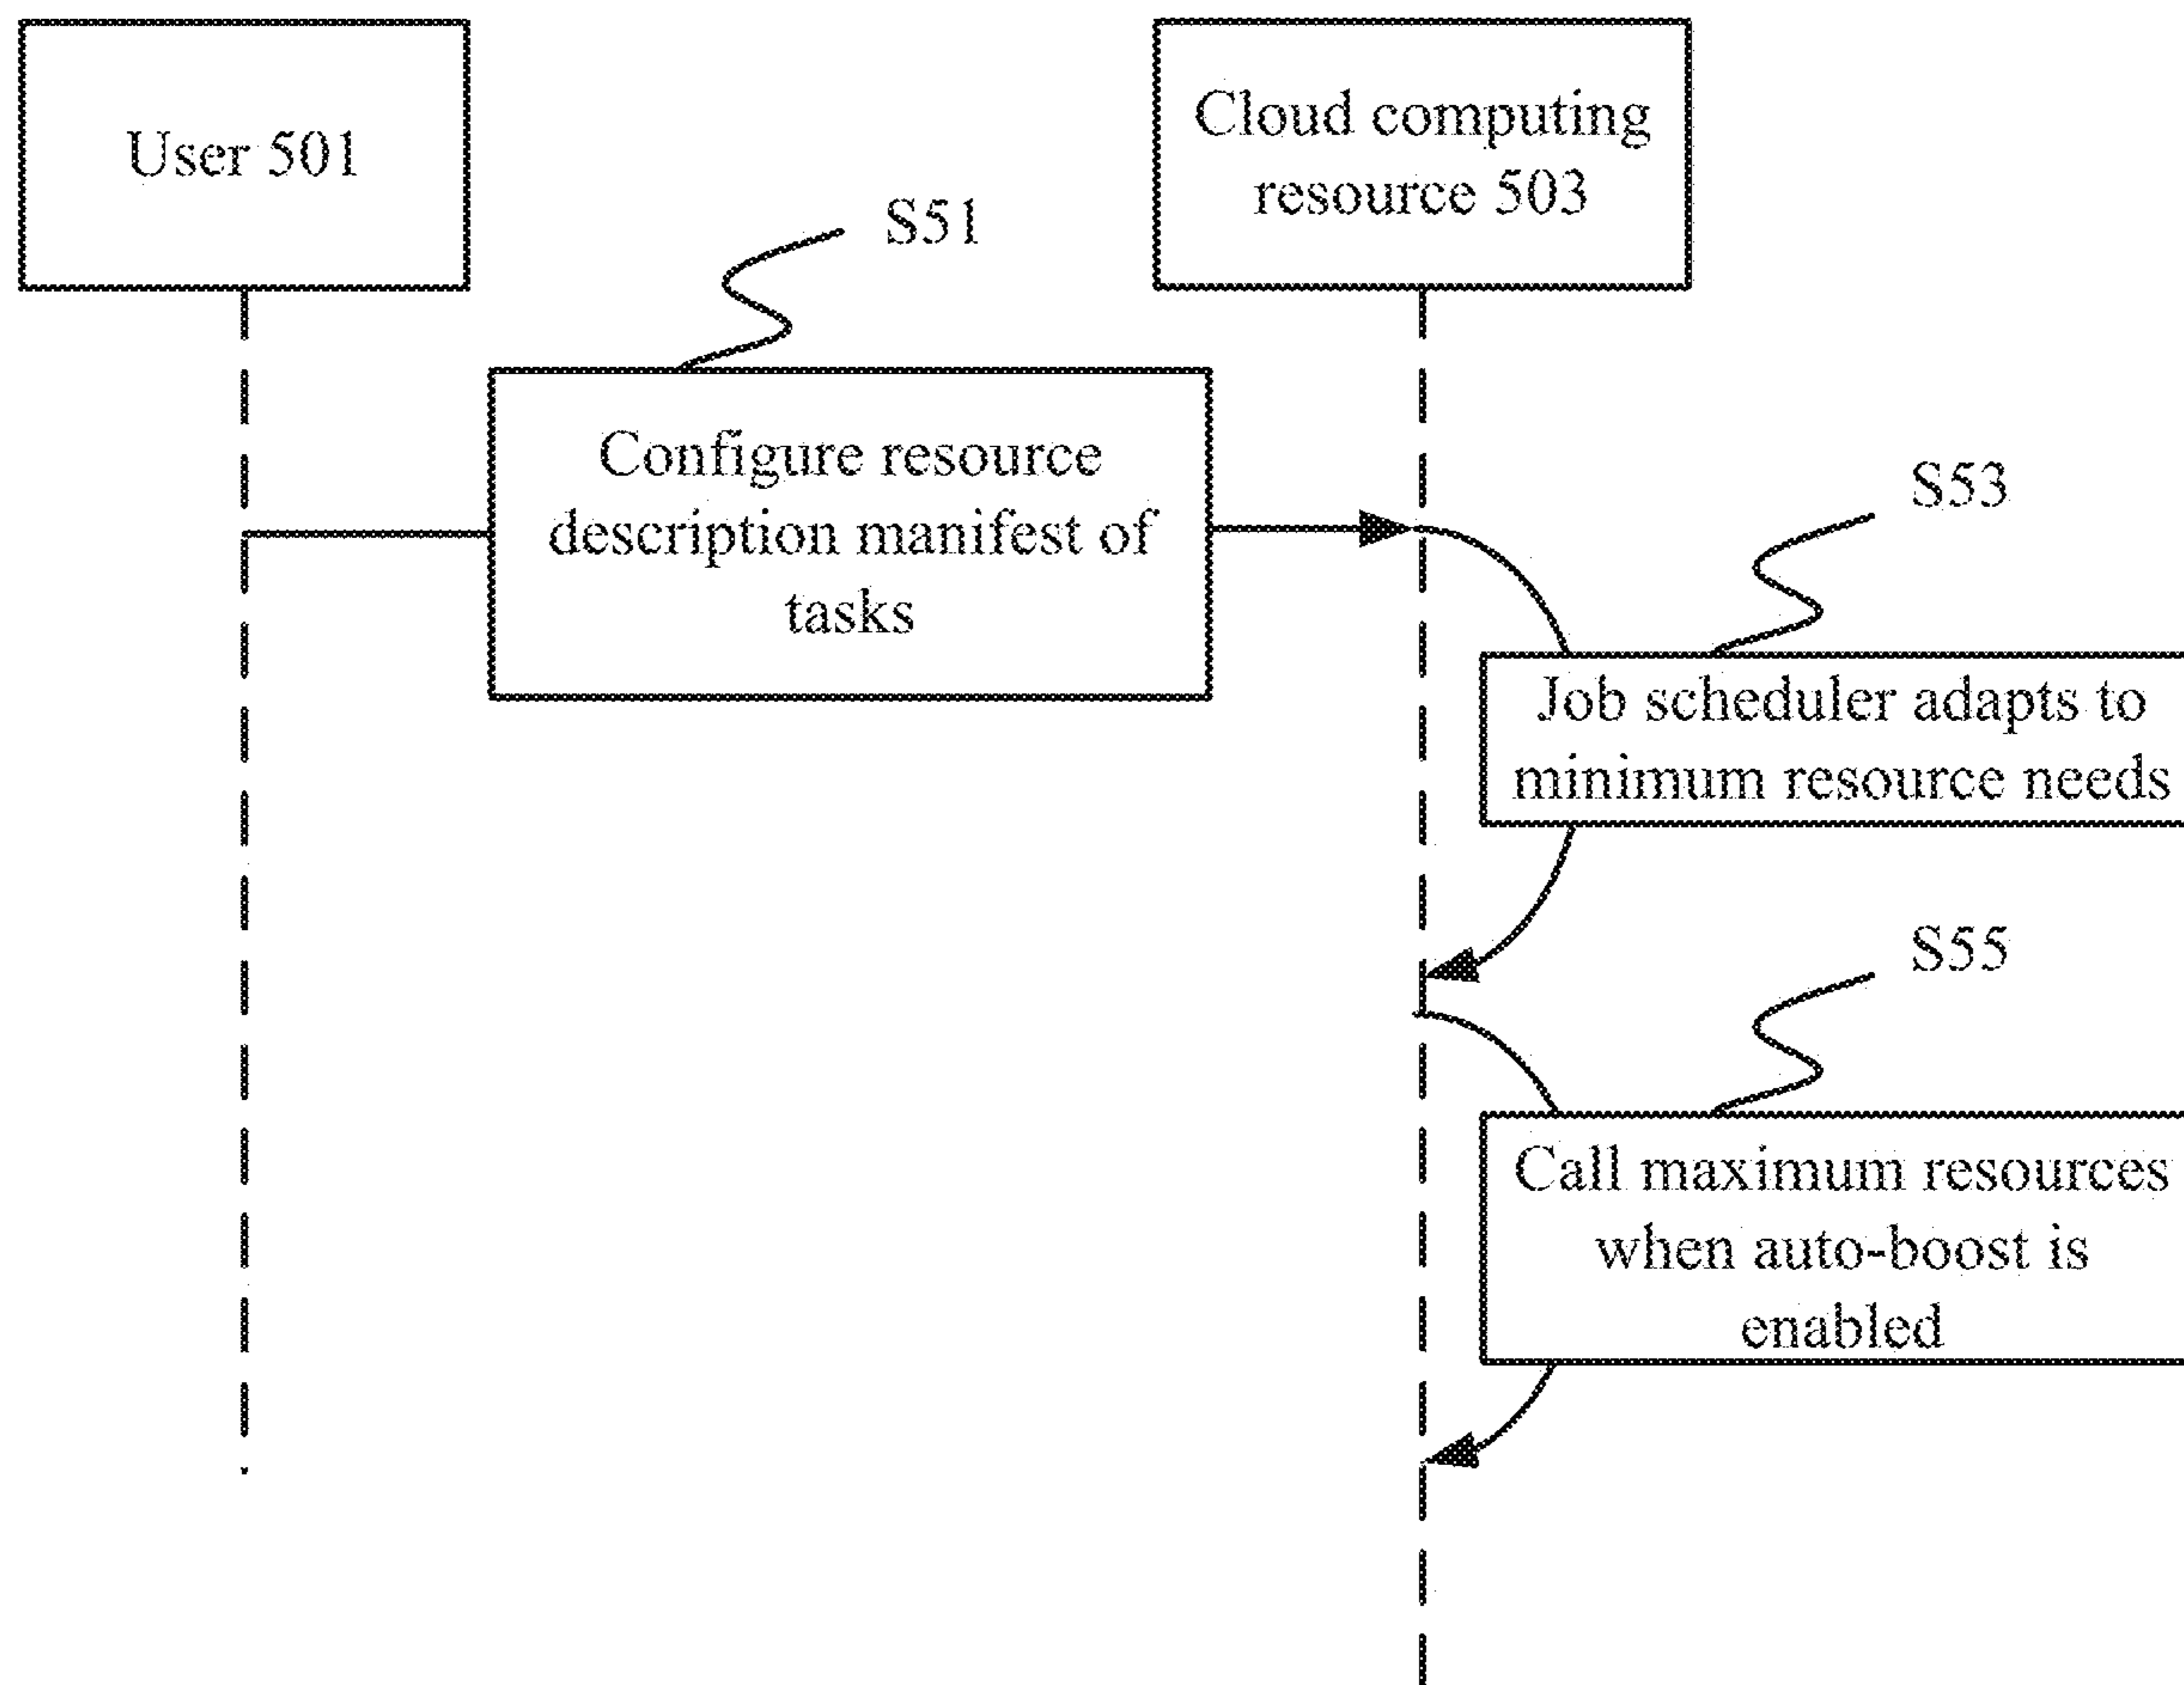 User 501
Cloud computing
resource 503
S51
Configure resource
description manifest of
tasks
S53
Job scheduler adapts to
minimum resource needs
S55
Call maximum resources
when auto-boost is
enabled